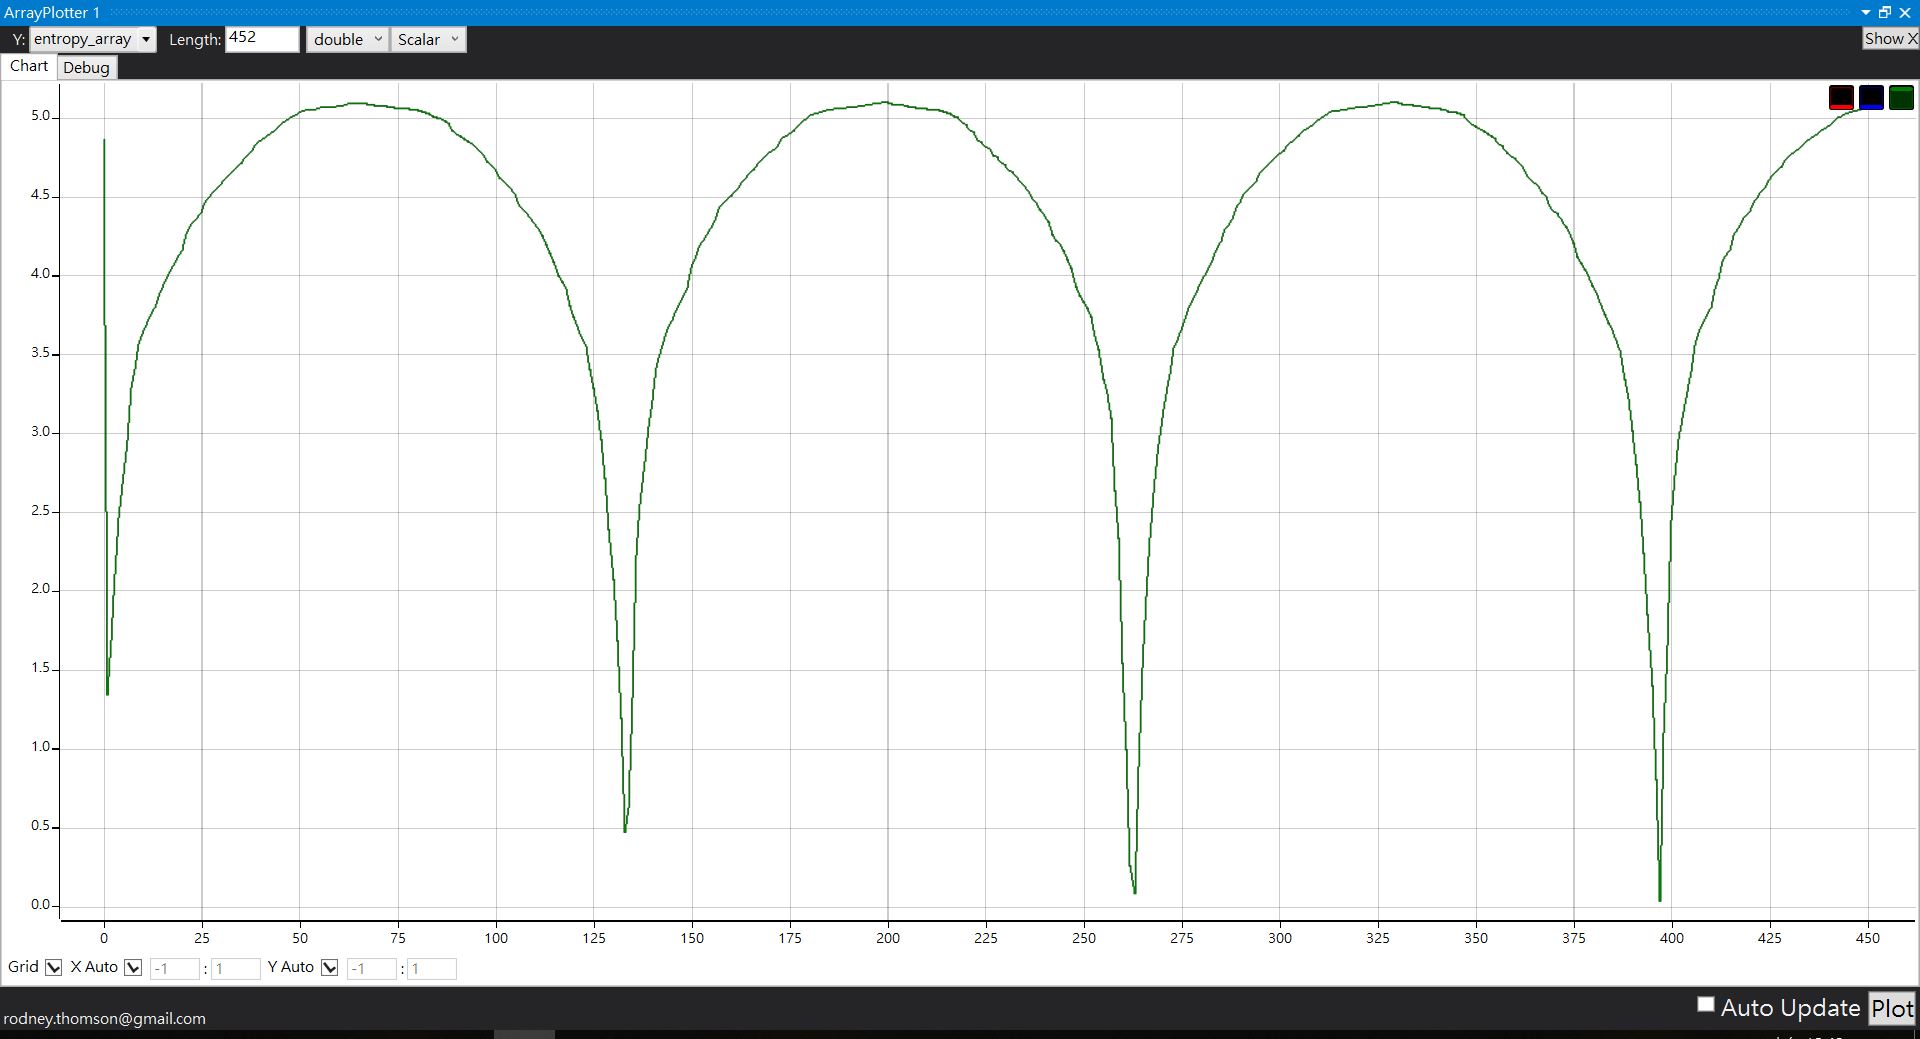 ArrayPlotter 1
Y: entropy_array Length: 452 double Scalar Show X
Chart Debug
5.0
4.5
4.0
3.5
3.0
2.5
2.0
1.5
1.0
0.5
0.0
0 25 50 75 100 125 150 175 200 225 250 275 300 325 350 375 400 425 450
Grid X Auto -1 : 1 Y Auto -1 : 1
Auto Update Plot
rodney.thomson@gmail.com